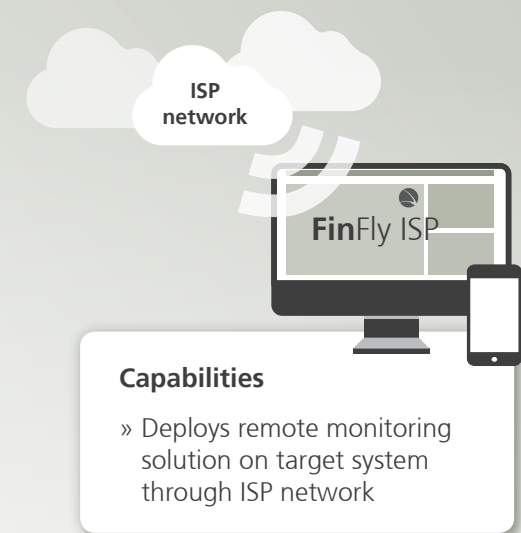 ISP
network
FinFly ISP
Capabilities
» Deploys remote monitoring
solution on target system
through ISP network